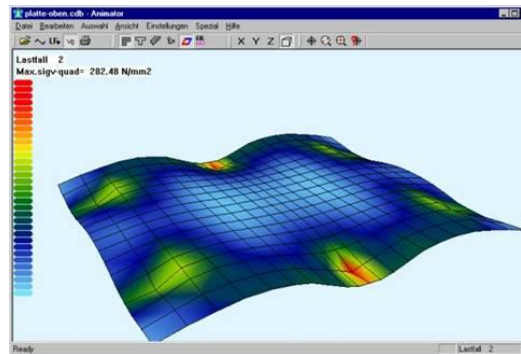 platte-oben.cdb - Animator
Datei Bearbeiten Auswahl Ansicht Einstellungen Spezial Hilfe
X Y Z
Lastfall 2
Max.sigv-quad= 282.48 N/mm2
Ready Lastfall 2